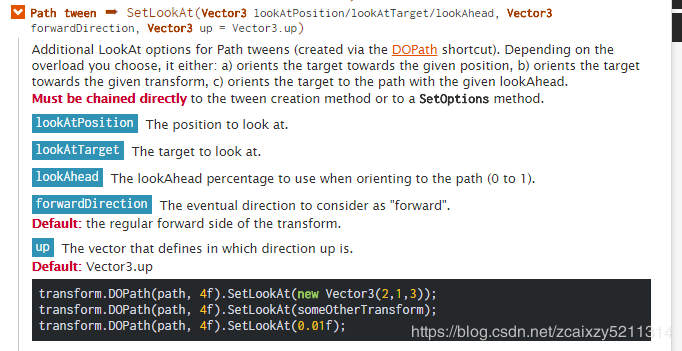 Path tween ➨ SetLookAt(Vector3 lookAtPosition/lookAtTarget/lookAhead, Vector3
forwardDirection, Vector3 up = Vector3.up)
Additional LookAt options for Path tweens (created via the DOPath shortcut). Depending on the
overload you choose, it either: a) orients the target towards the given position, b) orients the target
towards the given transform, c) orients the target to the path with the given lookAhead.
Must be chained directly to the tween creation method or to a SetOptions method.
lookAtPosition The position to look at.
lookAtTarget The target to look at.
lookAhead The lookAhead percentage to use when orienting to the path (0 to 1).
forwardDirection The eventual direction to consider as "forward".
Default: the regular forward side of the transform.
up The vector that defines in which direction up is.
Default: Vector3.up
transform.DOPath(path, 4f).SetLookAt(new Vector3(2,1,3));
transform.DOPath(path, 4f).SetLookAt(someOtherTransform);
transform.DOPath(path, 4f).SetLookAt(0.01f);
https://blog.csdn.net/zcaixzy5211314